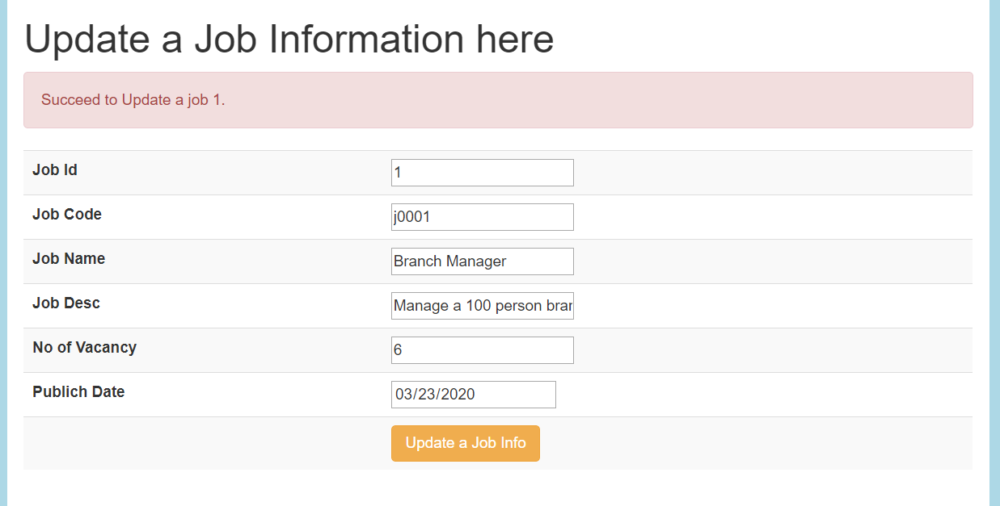 Update a Job Information here
Succeed to Update a job 1.
Job Id 1
Job Code j0001
Job Name Branch Manager
Job Desc Manage a 100 person bran
No of Vacancy 6
Publich Date 03/23/2020
Update a Job Info